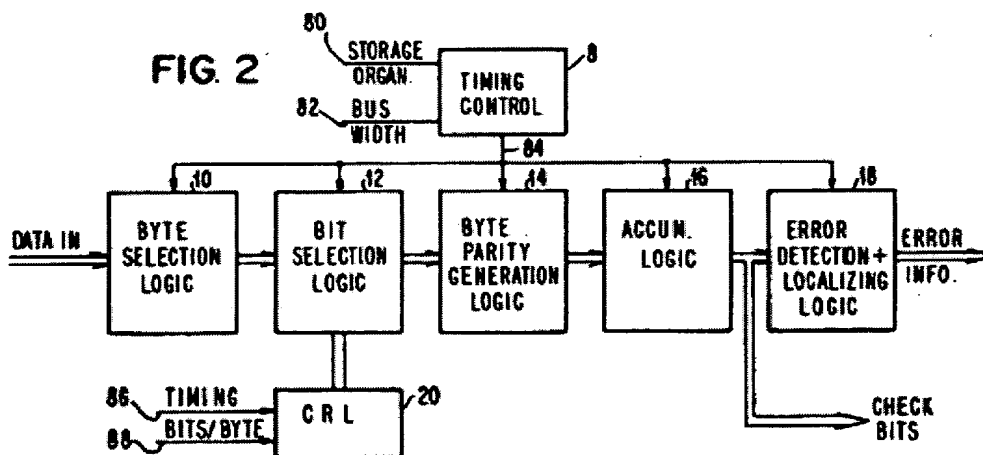 FIG. 2
80
STORAGE
ORGAN.
82
BUS
WIDTH
8
TIMING
CONTROL
84
10
12
14
16
18
DATA IN
BYTE
SELECTION
LOGIC
BIT
SELECTION
LOGIC
BYTE
PARITY
GENERATION
LOGIC
ACCUM.
LOGIC
ERROR
DETECTION +
LOCALIZING
LOGIC
ERROR
INFO.
86
TIMING
88
BITS/BYTE
CRL
20
CHECK
BITS